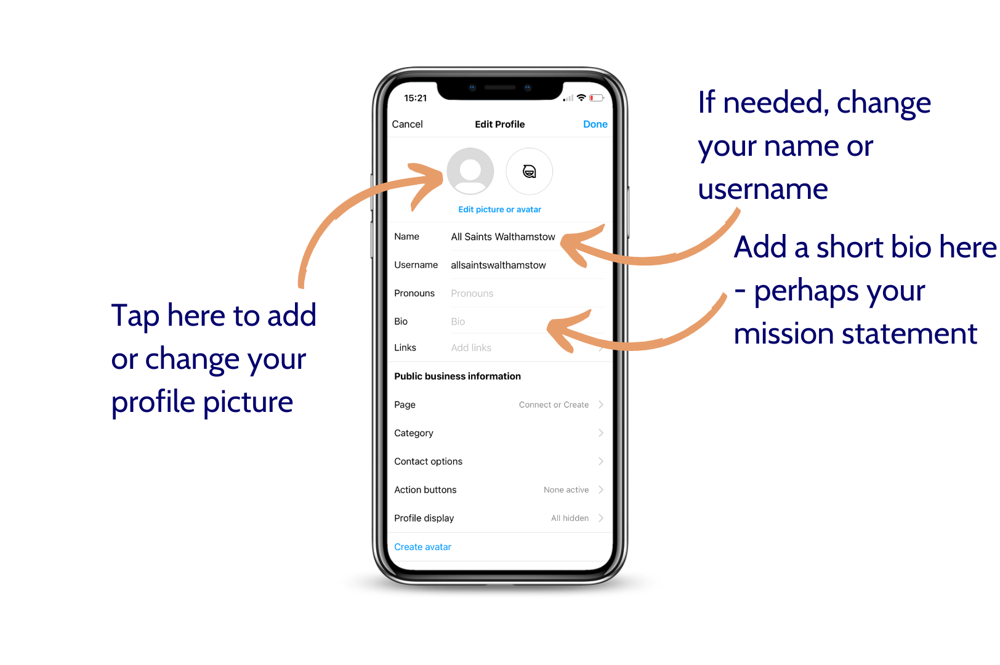 15:21
Cancel Edit Profile Done
Edit picture or avatar
Name All Saints Walthamstow
Username allsaintswalthamstow
Pronouns Pronouns
Bio Bio
Links Add links
Public business information
Page Connect or Create
Category
Contact options
Action buttons None active
Profile display All hidden
Create avatar
Tap here to add
or change your
profile picture
If needed, change
your name or
username
Add a short bio here
- perhaps your
mission statement